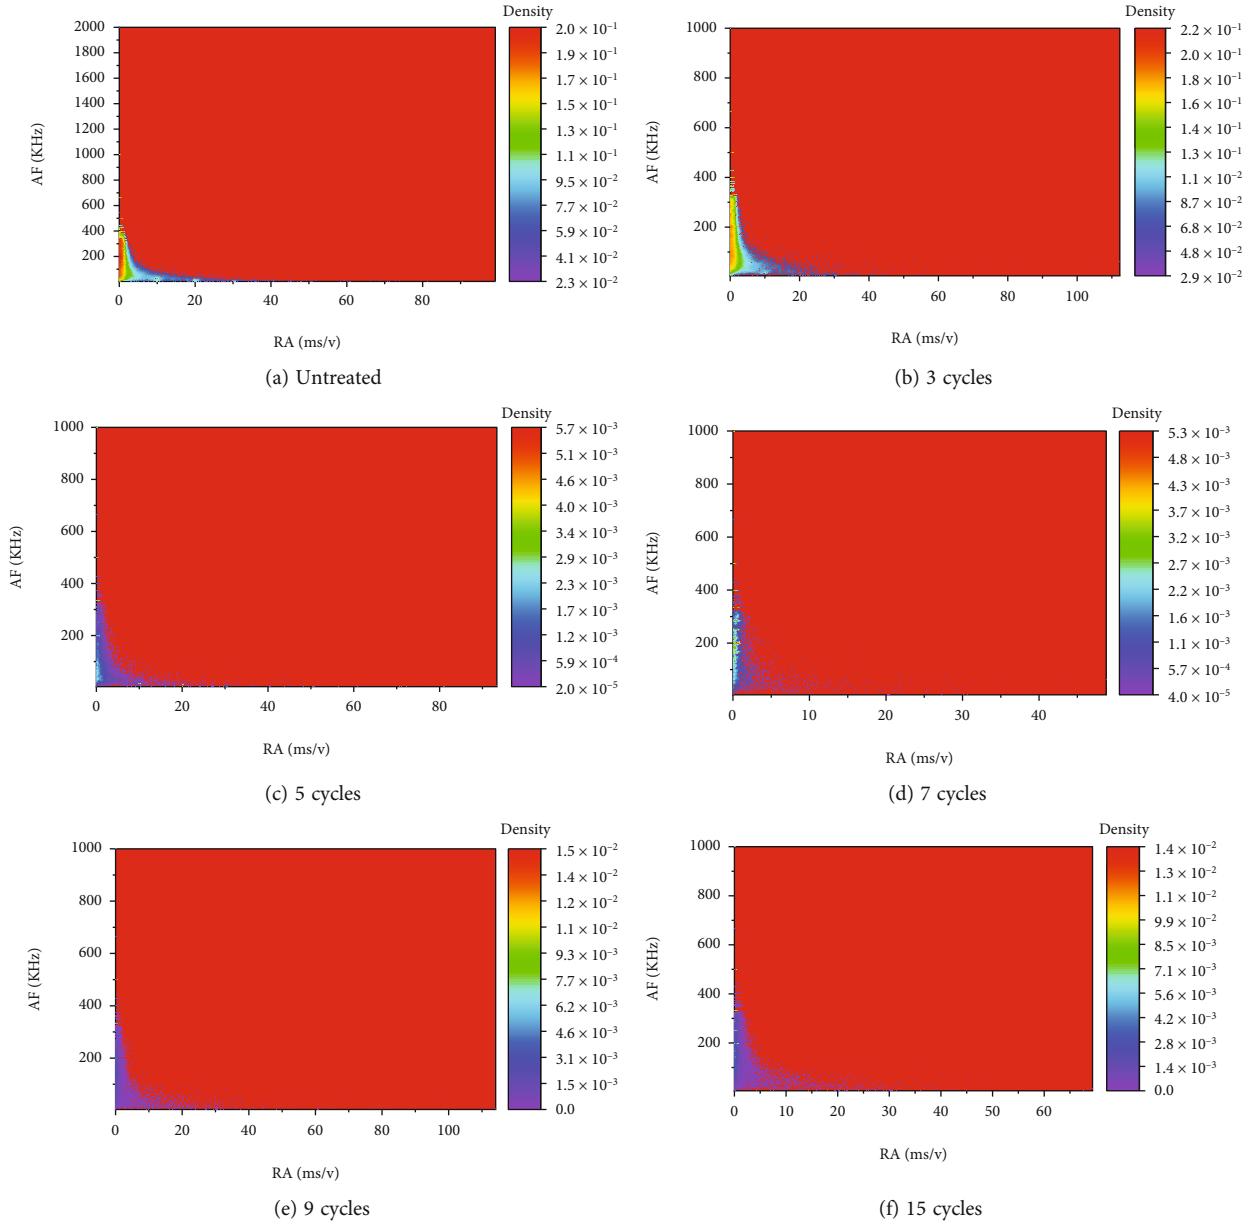 Density
2000
1800
1600
1400
1200
1000
800
600
400
200
AF (KHz)
0 20 40 60 80
RA (ms/v)
2.0 × 10⁻¹
2.0 × 10⁻¹
1.7 × 10⁻¹
1.5 × 10⁻¹
1.3 × 10⁻¹
1.1 × 10⁻¹
9.5 × 10⁻²
7.7 × 10⁻²
5.9 × 10⁻²
4.1 × 10⁻²
2.3 × 10⁻²
(a) Untreated
Density
1000
800
600
400
200
AF (KHz)
0 20 40 60 80 100
RA (ms/v)
2.2 × 10⁻¹
2.0 × 10⁻¹
1.8 × 10⁻¹
1.6 × 10⁻¹
1.4 × 10⁻¹
1.3 × 10⁻¹
1.1 × 10⁻²
8.7 × 10⁻²
6.8 × 10⁻²
4.8 × 10⁻²
2.9 × 10⁻²
(b) 3 cycles
Density
1000
800
600
400
200
AF (KHz)
0 20 40 60 80
RA (ms/v)
5.7 × 10⁻³
5.1 × 10⁻³
4.6 × 10⁻³
4.0 × 10⁻³
3.4 × 10⁻³
2.9 × 10⁻³
2.3 × 10⁻³
1.7 × 10⁻³
1.2 × 10⁻³
5.9 × 10⁻⁴
2.0 × 10⁻⁵
(c) 5 cycles
Density
1000
800
600
400
200
AF (KHz)
0 10 20 30 40
RA (ms/v)
5.3 × 10⁻³
4.8 × 10⁻³
4.3 × 10⁻³
3.7 × 10⁻³
3.2 × 10⁻³
2.7 × 10⁻³
2.2 × 10⁻³
1.6 × 10⁻³
1.1 × 10⁻³
5.7 × 10⁻⁴
4.0 × 10⁻⁵
(d) 7 cycles
Density
1000
800
600
400
200
AF (KHz)
0 20 40 60 80 100
RA (ms/v)
1.5 × 10⁻²
1.4 × 10⁻²
1.2 × 10⁻²
1.1 × 10⁻²
9.3 × 10⁻³
7.7 × 10⁻³
6.2 × 10⁻³
4.6 × 10⁻³
3.1 × 10⁻³
1.5 × 10⁻³
0.0
(e) 9 cycles
Density
1000
800
600
400
200
AF (KHz)
0 10 20 30 40 50 60
RA (ms/v)
1.4 × 10⁻²
1.3 × 10⁻²
1.1 × 10⁻²
9.9 × 10⁻²
8.5 × 10⁻³
7.1 × 10⁻³
5.6 × 10⁻³
4.2 × 10⁻³
2.8 × 10⁻³
1.4 × 10⁻³
0.0
(f) 15 cycles